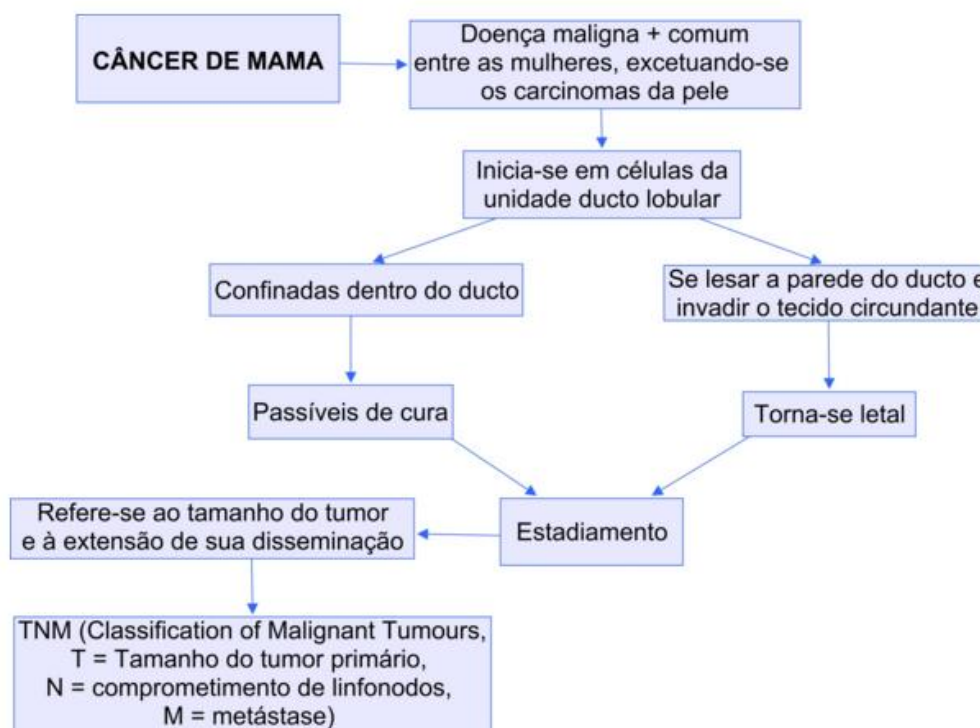 CÂNCER DE MAMA
Doença maligna + comum
entre as mulheres, excetuando-se
os carcinomas da pele
Inicia-se em células da
unidade ducto lobular
Confinadas dentro do ducto
Se lesar a parede do ducto e
invadir o tecido circundante
Passíveis de cura
Torna-se letal
Estadiamento
Refere-se ao tamanho do tumor
e à extensão de sua disseminação
TNM (Classification of Malignant Tumours,
T = Tamanho do tumor primário,
N = comprometimento de linfonodos,
M = metástase)